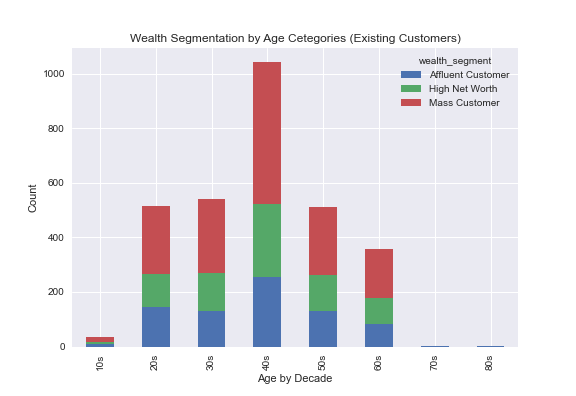 Wealth Segmentation by Age Cetegories (Existing Customers)
wealth_segment
Affluent Customer
High Net Worth
Mass Customer
1000
800
600
400
200
0
Count
10s
20s
30s
40s
50s
60s
70s
80s
Age by Decade